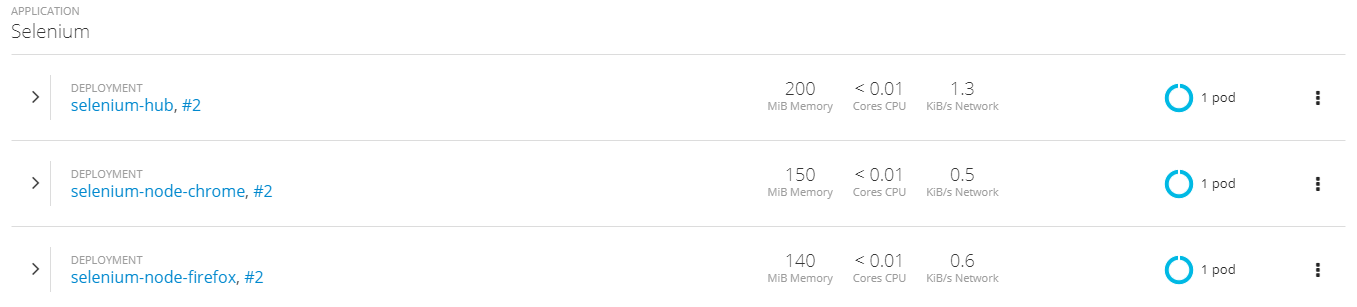 APPLICATION
Selenium
DEPLOYMENT
selenium-hub, #2
200 < 0.01 1.3
MiB Memory Cores CPU KiB/s Network
1 pod
DEPLOYMENT
selenium-node-chrome, #2
150 < 0.01 0.5
MiB Memory Cores CPU KiB/s Network
1 pod
DEPLOYMENT
selenium-node-firefox, #2
140 < 0.01 0.6
MiB Memory Cores CPU KiB/s Network
1 pod